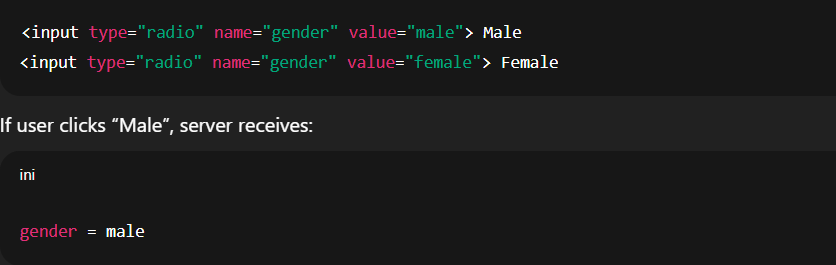 <input type="radio" name="gender" value="male"> Male
<input type="radio" name="gender" value="female"> Female
If user clicks “Male”, server receives:
ini
gender = male